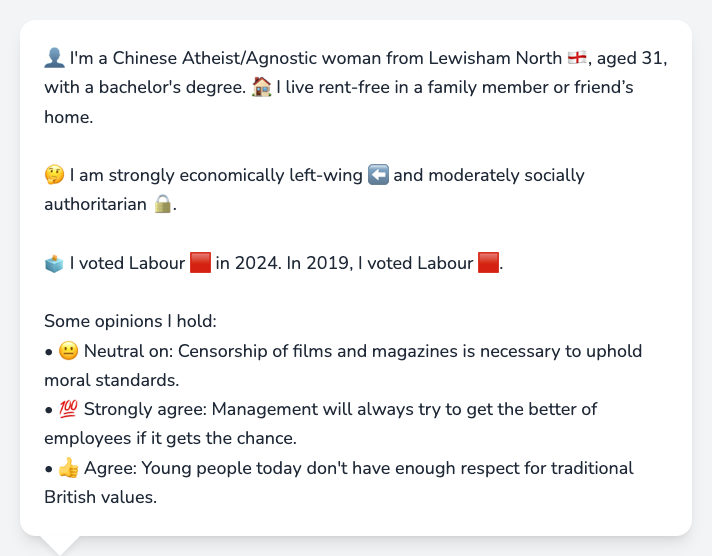 👤 I'm a Chinese Atheist/Agnostic woman from Lewisham North 🏴󠁧󠁢󠁥󠁮󠁧󠁿, aged 31,
with a bachelor's degree. 🏠 I live rent-free in a family member or friend’s
home.
🤔 I am strongly economically left-wing ⬅️ and moderately socially
authoritarian 🔒.
🗳️ I voted Labour 🟥 in 2024. In 2019, I voted Labour 🟥.
Some opinions I hold:
• 😐 Neutral on: Censorship of films and magazines is necessary to uphold
moral standards.
• 💯 Strongly agree: Management will always try to get the better of
employees if it gets the chance.
• 👍 Agree: Young people today don't have enough respect for traditional
British values.